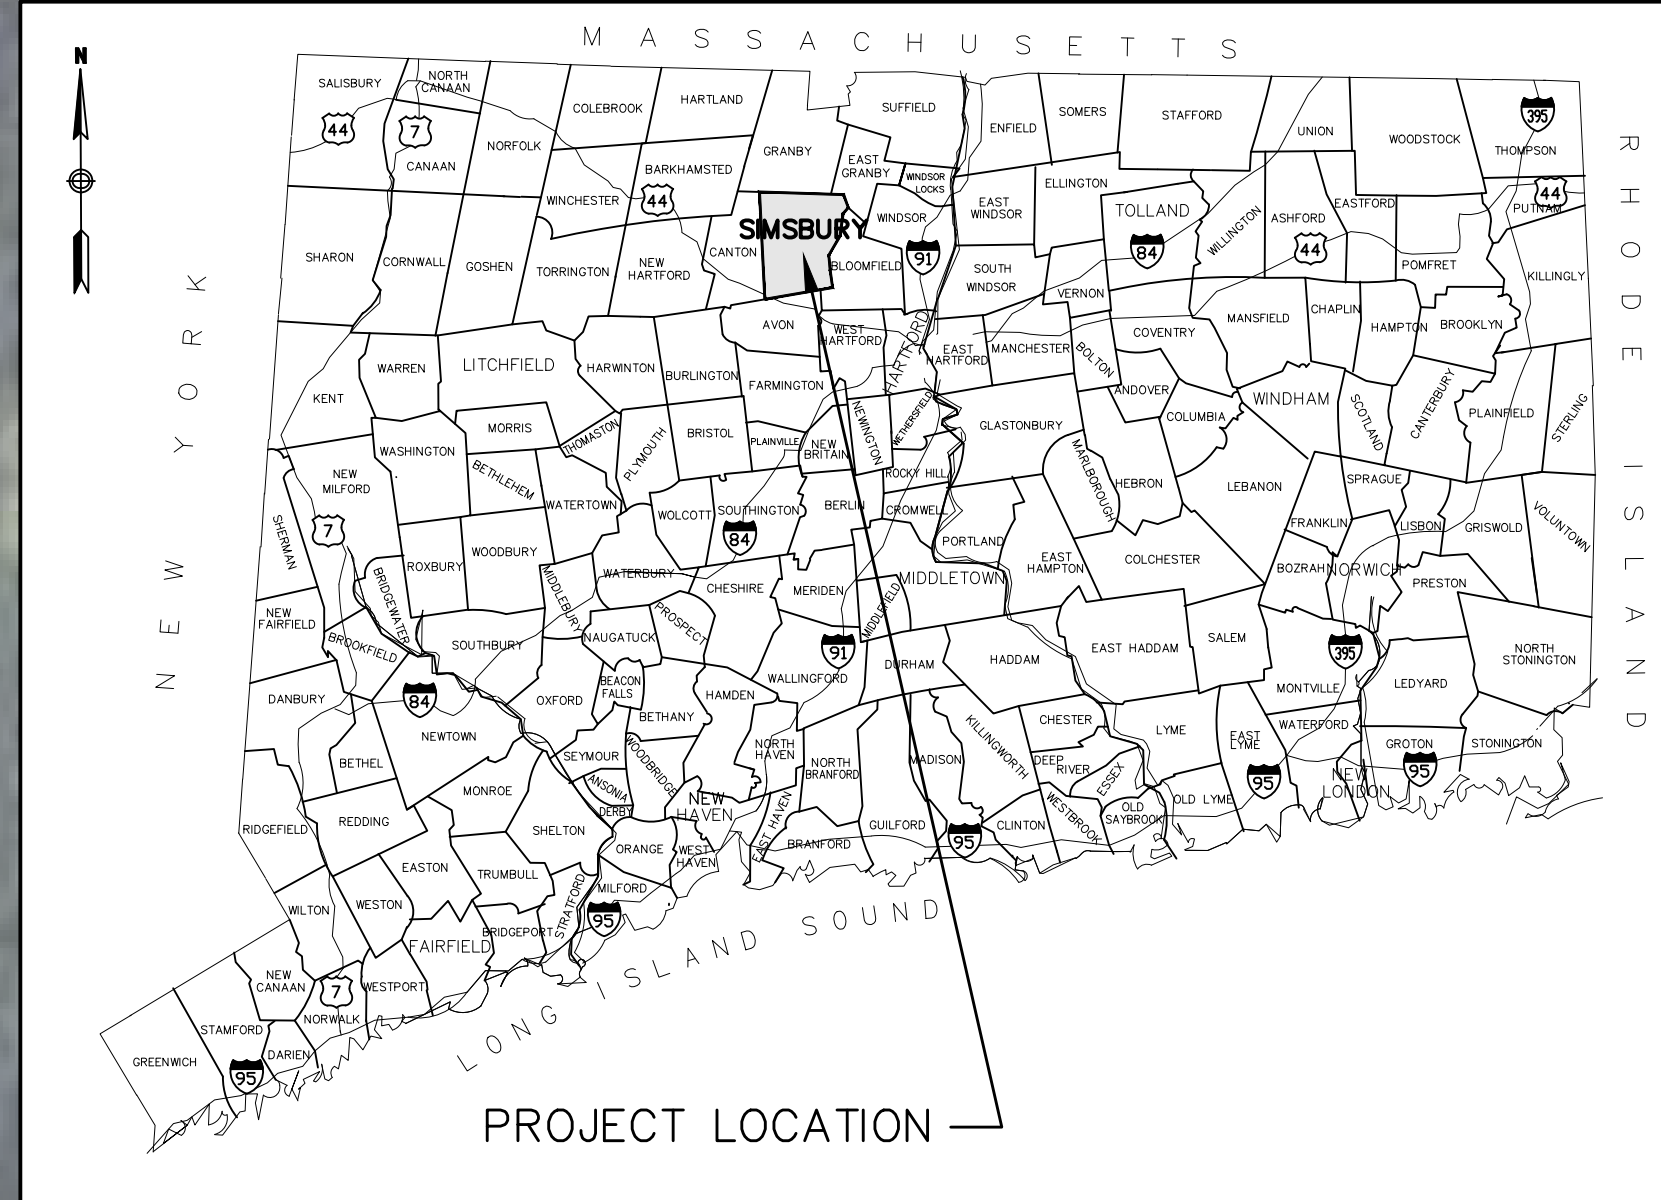 MASSACHUSETTS
N
SALISBURY
NORTH
CANAAN
COLEBROOK
HARTLAND
SUFFIELD
ENFIELD
SOMERS
STAFFORD
UNION
WOODSTOCK
395
THOMPSON
44
7
CANAAN
NORFOLK
BARKHAMSTED
GRANBY
EAST
GRANBY
WINDSOR
LOCKS
ELLINGTON
WINCHESTER
44
WINDSOR
EAST
WINDSOR
TOLLAND
WILLINGTON
ASHFORD
EASTFORD
44
PUTNAM
SIMSBURY
SHARON
CORNWALL
GOSHEN
TORRINGTON
NEW
HARTFORD
CANTON
BLOOMFIELD
91
SOUTH
WINDSOR
VERNON
84
44
POMFRET
KILLINGLY
RHODE ISLAND
NEW YORK
AVON
WEST
HARTFORD
HARTFORD
EAST
HARTFORD
MANCHESTER
BOLTON
COVENTRY
MANSFIELD
CHAPLIN
HAMPTON
BROOKLYN
WARREN
LITCHFIELD
HARWINTON
BURLINGTON
FARMINGTON
ANDOVER
COLUMBIA
WINDHAM
SCOTLAND
CANTERBURY
PLAINFIELD
STERLING
KENT
MORRIS
THOMASTON
PLYMOUTH
BRISTOL
PLAINVILLE
NEW
BRITAIN
NEWINGTON
WETHERSFIELD
GLASTONBURY
WASHINGTON
BETHLEHEM
WATERTOWN
ROCKY HILL
MARLBOROUGH
HEBRON
LEBANON
SPRAGUE
NEW
MILFORD
WOLCOTT
SOUTHINGTON
84
BERLIN
CROMWELL
FRANKLIN
LISBON
GRISWOLD
VOLUNTOWN
7
SHERMAN
PORTLAND
EAST
HAMPTON
COLCHESTER
BOZRAH
NORWICH
PRESTON
ROXBURY
WOODBURY
BRIDGEWATER
MIDDLEBURY
WATERBURY
CHESHIRE
MERIDEN
MIDDLEFIELD
MIDDLETOWN
NEW
FAIRFIELD
BROOKFIELD
SOUTHBURY
NAUGATUCK
PROSPECT
91
DURHAM
HADDAM
EAST HADDAM
SALEM
395
NORTH
STONINGTON
DANBURY
84
OXFORD
BEACON
FALLS
BETHANY
HAMDEN
WALLINGFORD
MONTVILLE
LEDYARD
NEWTOWN
SEYMOUR
WOODBRIDGE
NORTH
HAVEN
NORTH
BRANFORD
MADISON
KILLINGWORTH
CHESTER
DEEP
RIVER
ESSEX
LYME
EAST
LYME
WATERFORD
GROTON
STONINGTON
BETHEL
MONROE
ANSONIA
DERBY
NEW
HAVEN
95
95
NEW
LONDON
OLD LYME
RIDGEFIELD
REDDING
SHELTON
ORANGE
WEST
HAVEN
EAST HAVEN
BRANFORD
GUILFORD
95
CLINTON
WESTBROOK
OLD
SAYBROOK
EASTON
TRUMBULL
STRATFORD
MILFORD
95
WILTON
WESTON
FAIRFIELD
BRIDGEPORT
LONG ISLAND SOUND
NEW
CANAAN
7
WESTPORT
NORWALK
STAMFORD
DARIEN
GREENWICH
95
PROJECT LOCATION